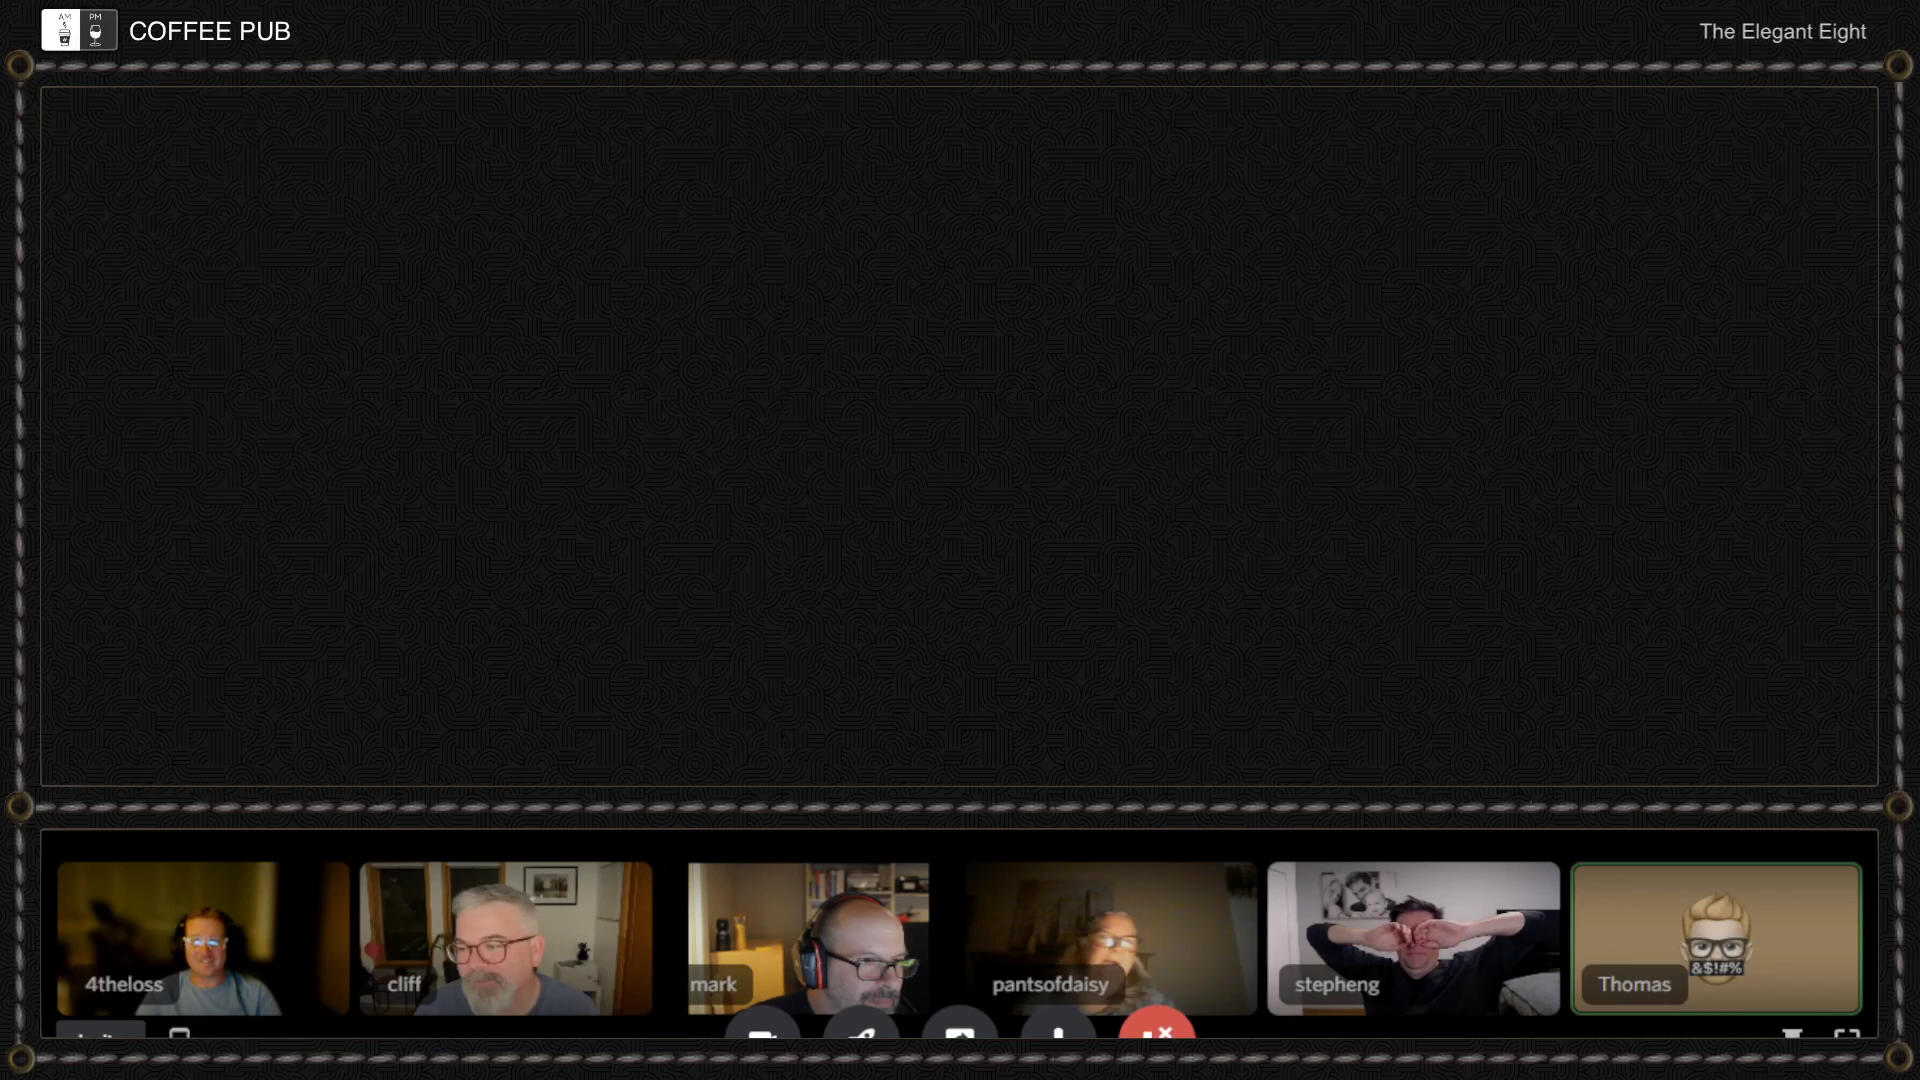 AM PM
COFFEE PUB
The Elegant Eight
4theloss
cliff
mark
pantsofdaisy
stepheng
&$!#%
Thomas